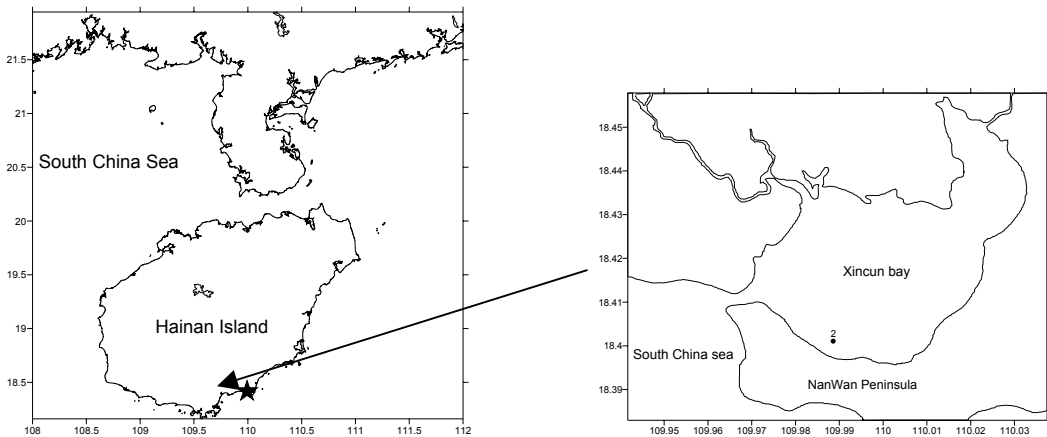 21.5
21
20.5
20
19.5
19
18.5
South China Sea
Hainan Island
108 108.5 109 109.5 110 110.5 111 111.5 112
18.45
18.44
18.43
18.42
18.41
18.4
18.39
Xincun bay
2
South China sea
NanWan Peninsula
109.95 109.96 109.97 109.98 109.99 110 110.01 110.02 110.03